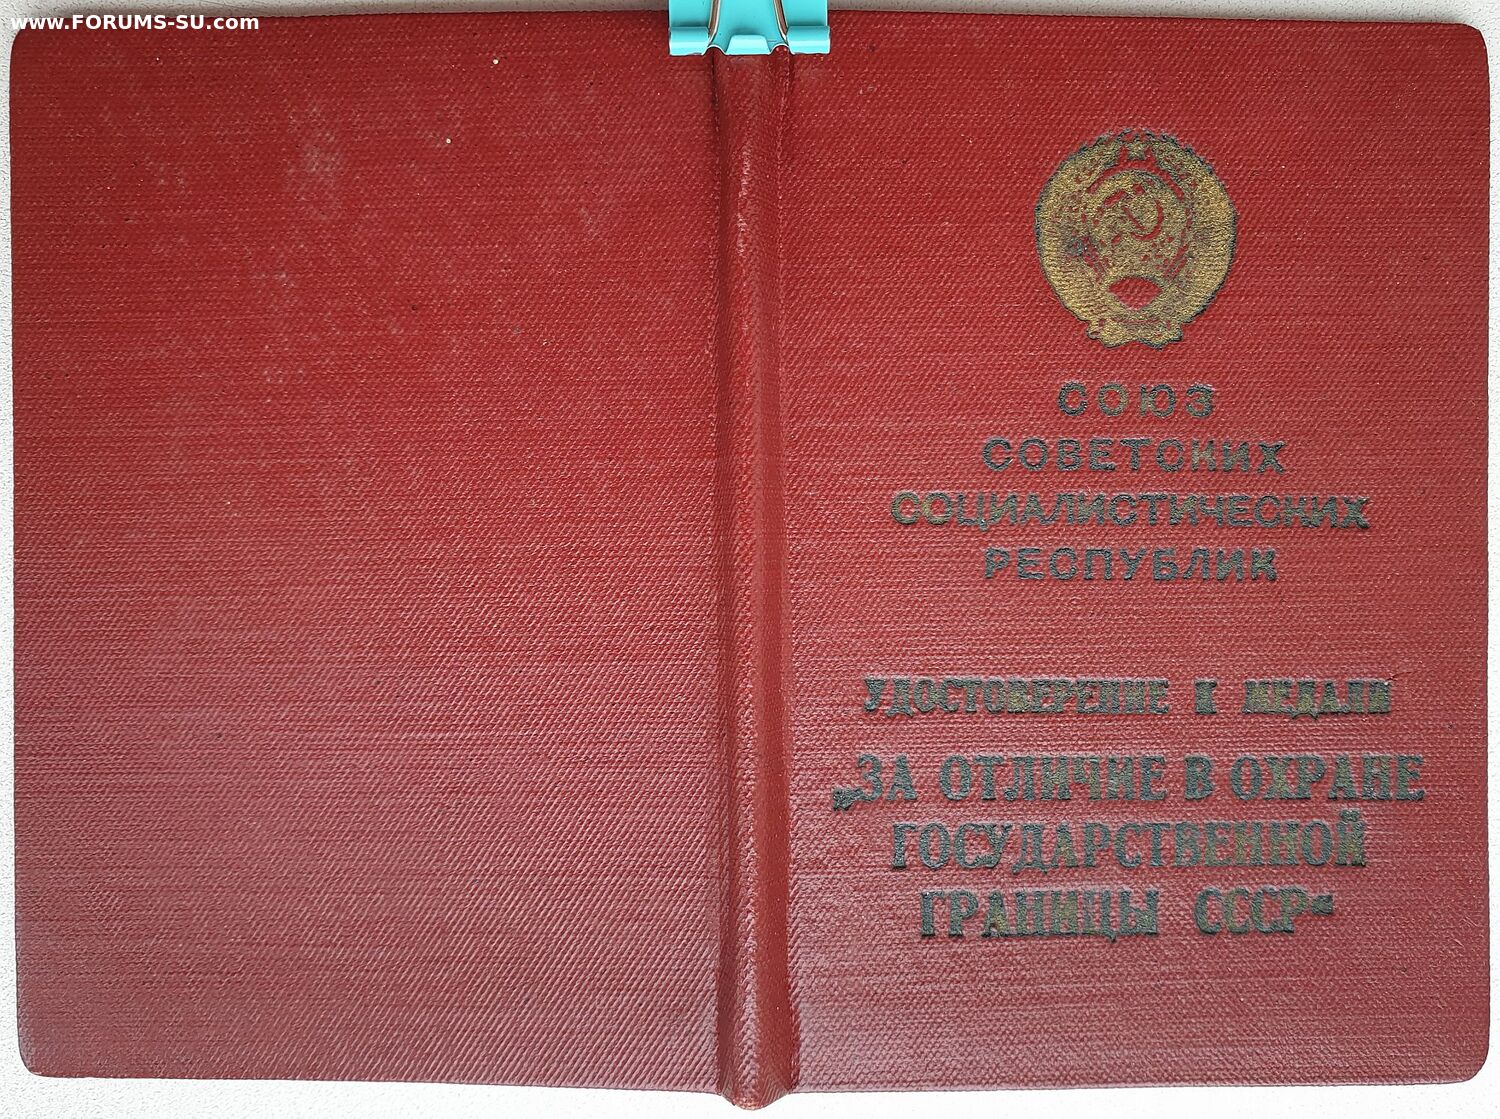 www.FORUMS-SU.com
СОЮЗ
СОВЕТСКИХ
СОЦИАЛИСТИЧЕСКИХ
РЕСПУБЛИК
УДОСТОВЕРЕНИЕ К МЕДАЛИ
„ЗА ОТЛИЧИЕ В ОХРАНЕ
ГОСУДАРСТВЕННОЙ
ГРАНИЦЫ СССР“